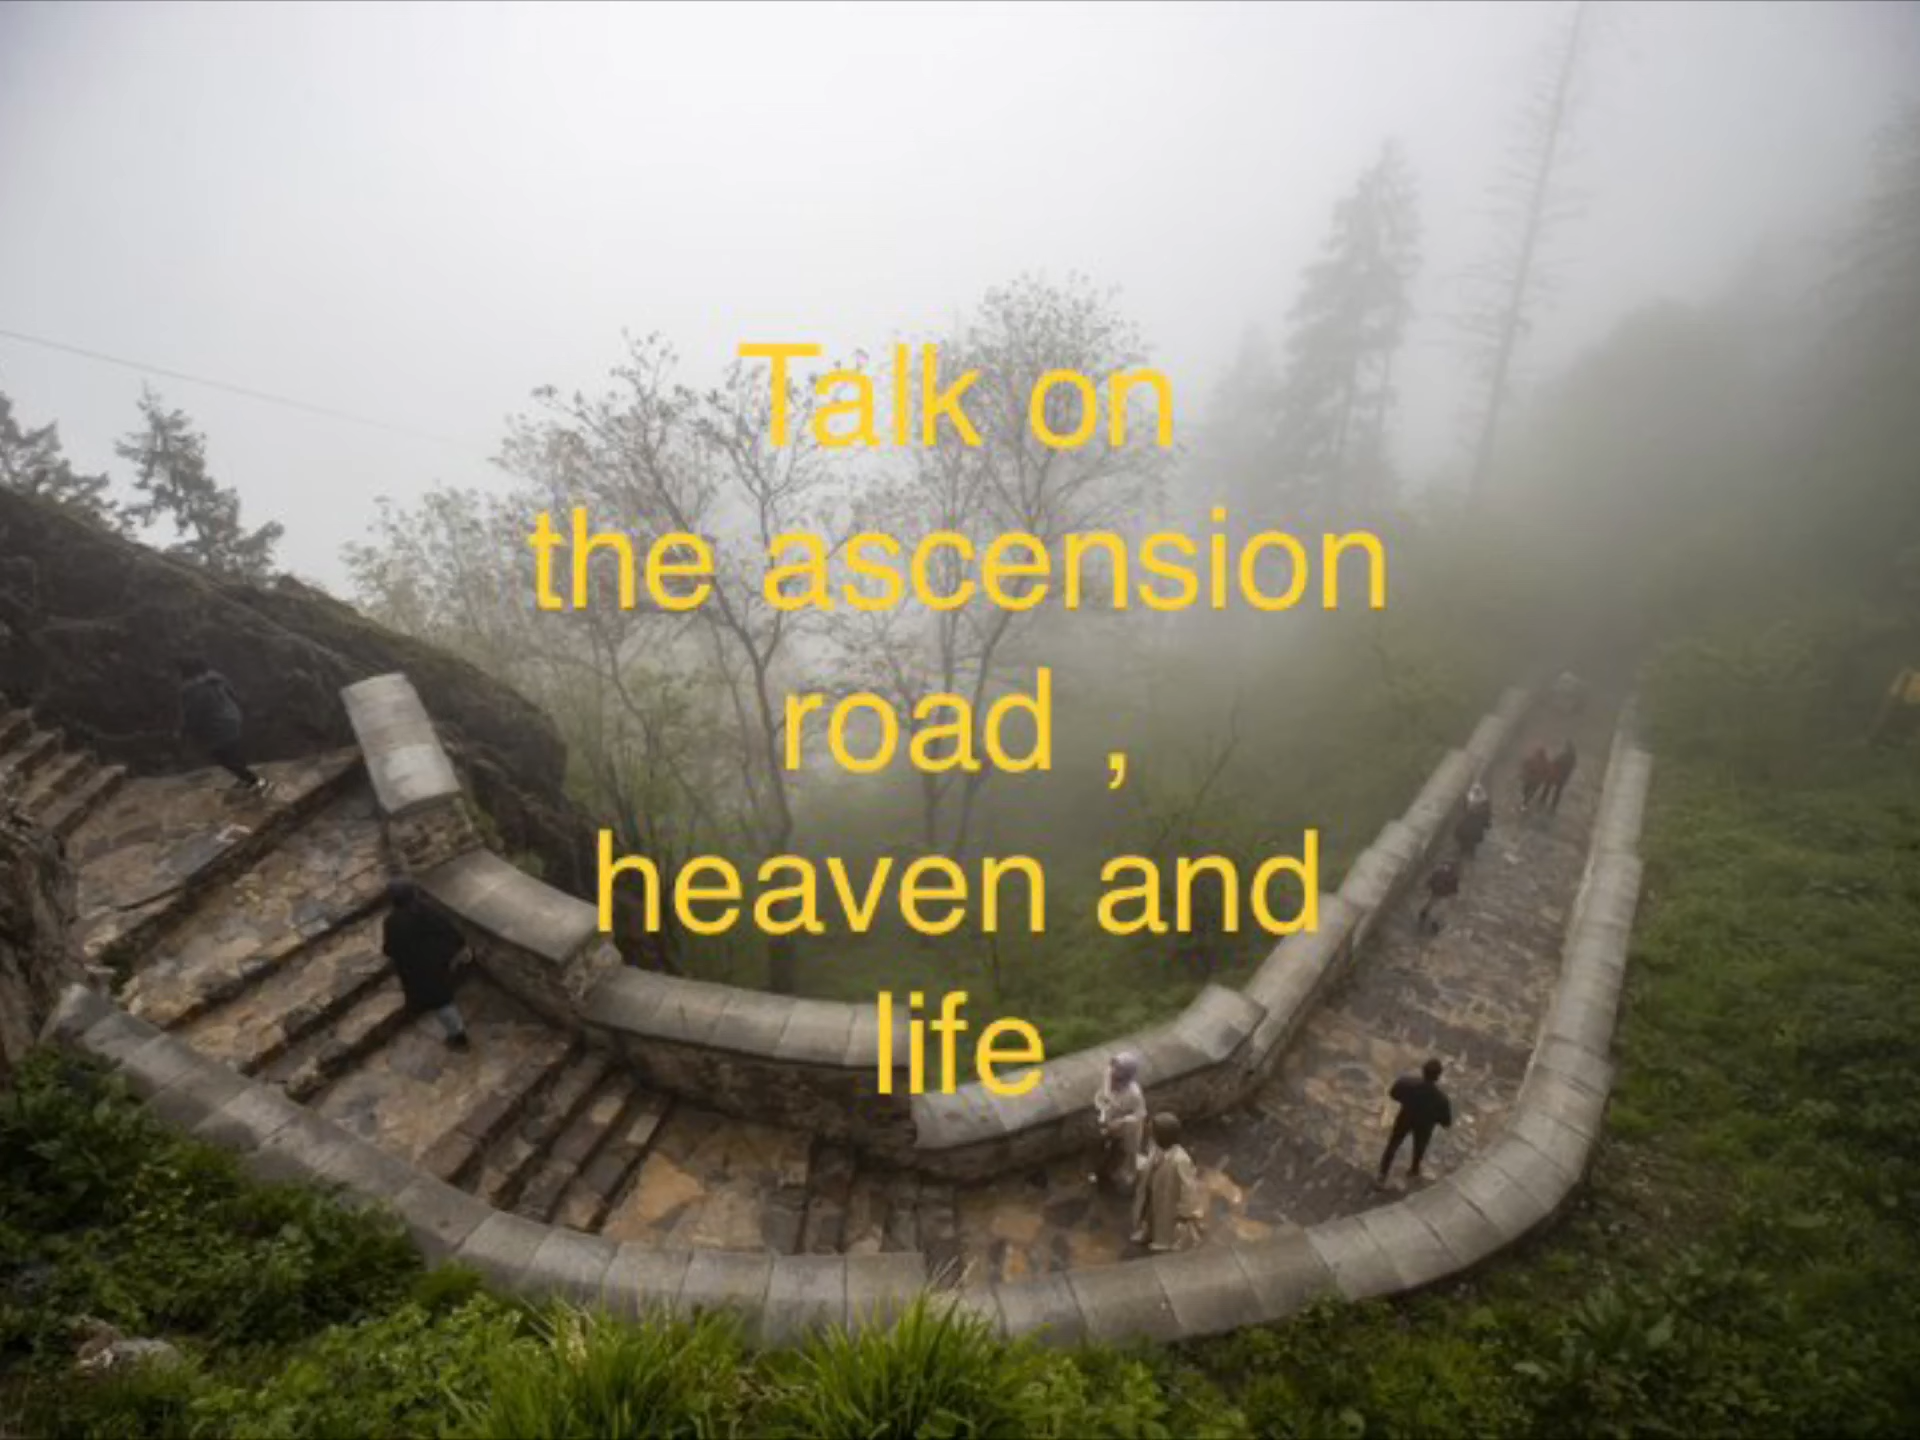 Talk on
the ascension
road ,
heaven and
life